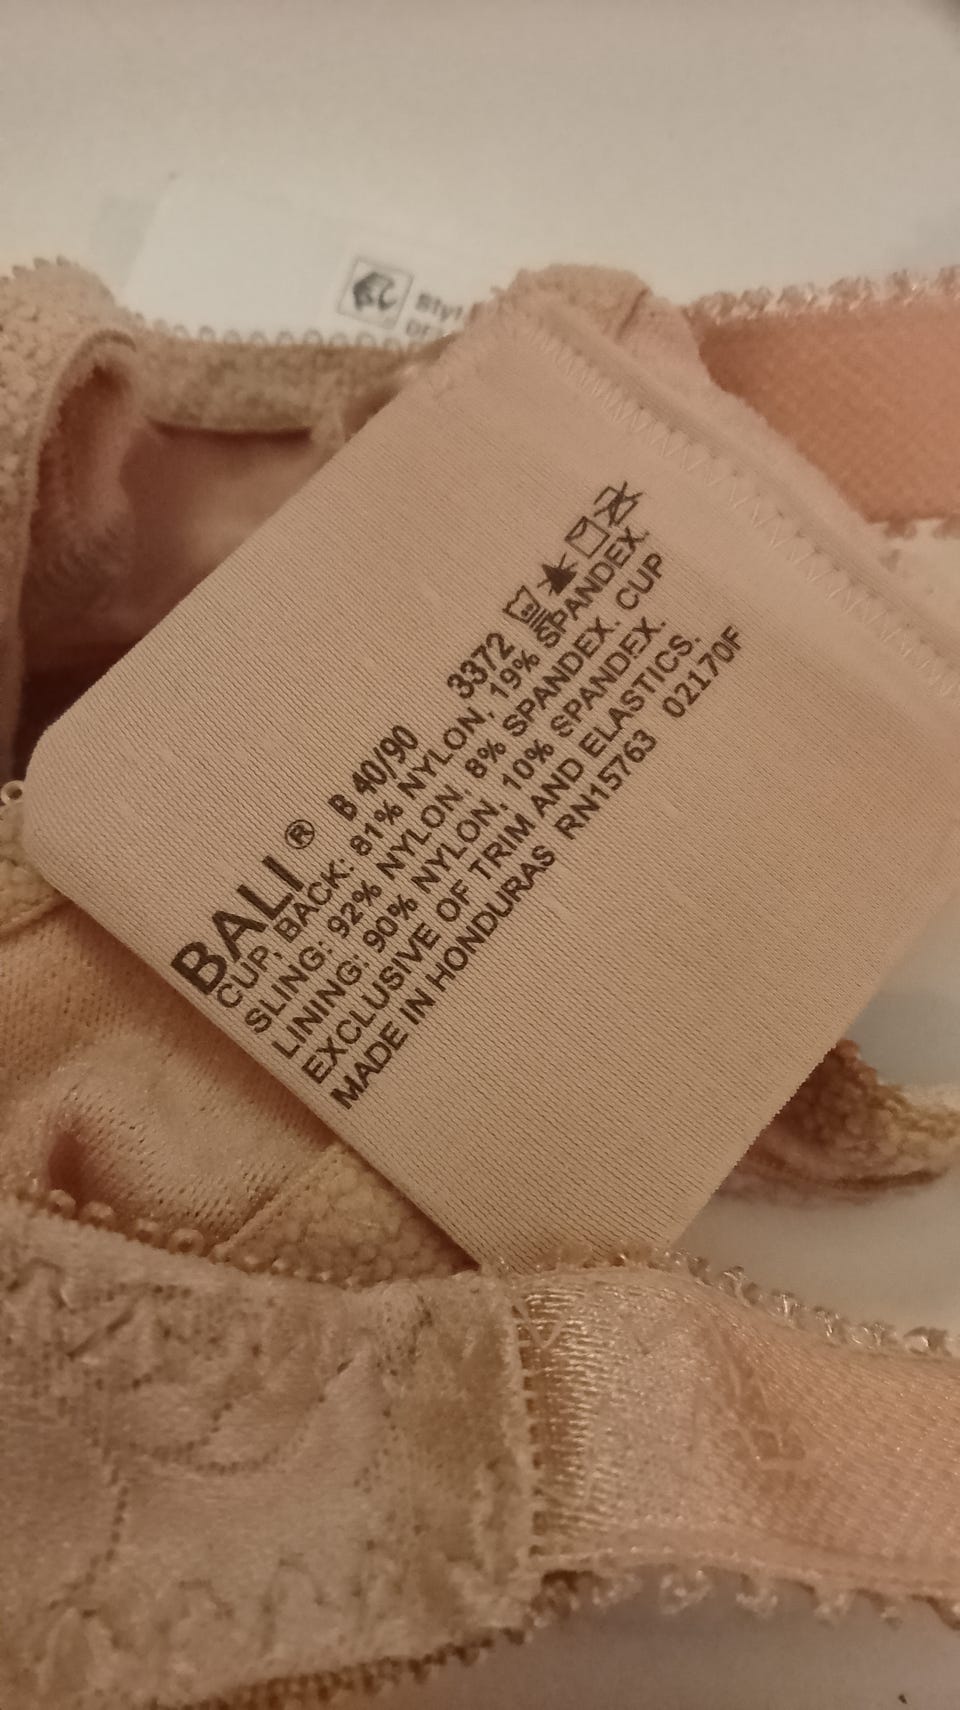 Styl
BALI® B 40/90 3372
CUP, BACK: 81% NYLON, 19% SPANDEX.
SLING: 92% NYLON, 8% SPANDEX. CUP
LINING: 90% NYLON, 10% SPANDEX.
EXCLUSIVE OF TRIM AND ELASTICS.
MADE IN HONDURAS RN15763 02170F